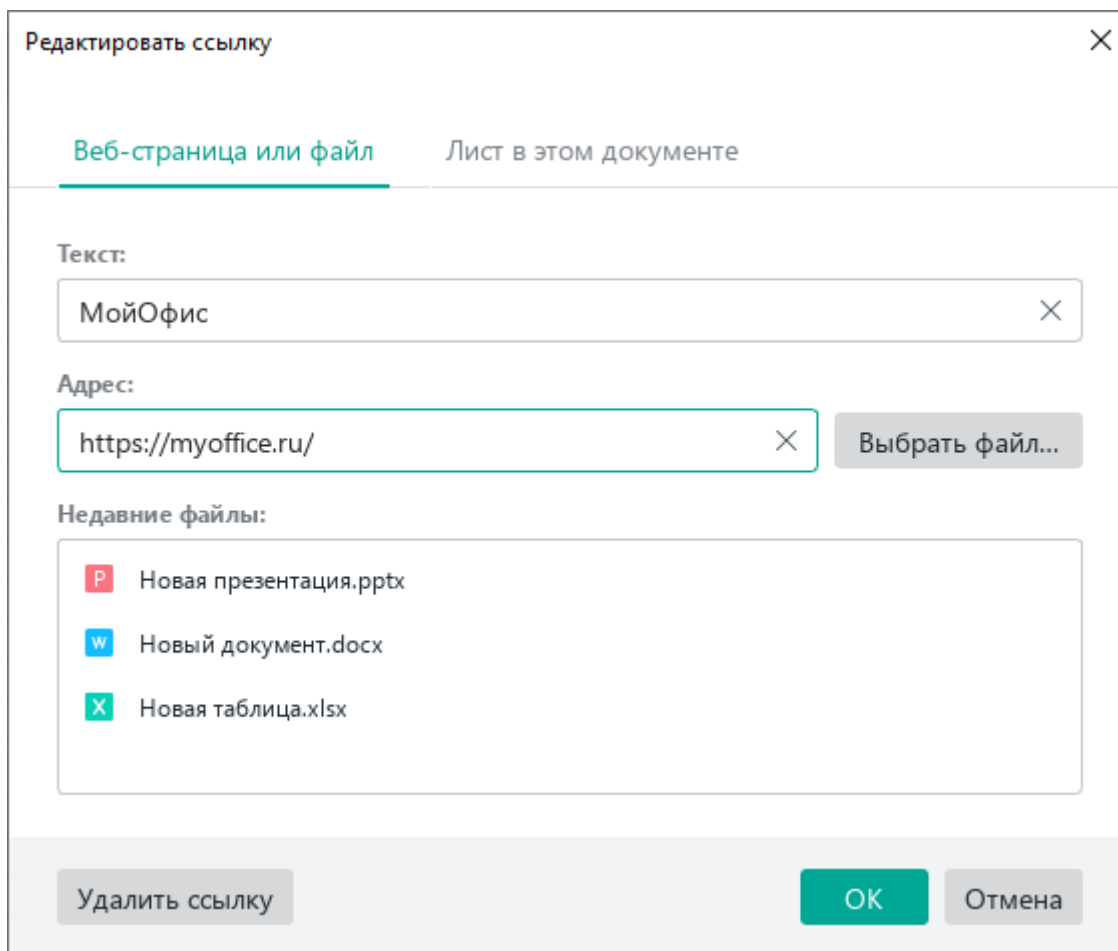 Редактировать ссылку
Веб-страница или файл Лист в этом документе
Текст:
МойОфис
Адрес:
https://myoffice.ru/ Выбрать файл...
Недавние файлы:
P Новая презентация.pptx
W Новый документ.docx
X Новая таблица.xlsx
Удалить ссылку OK Отмена